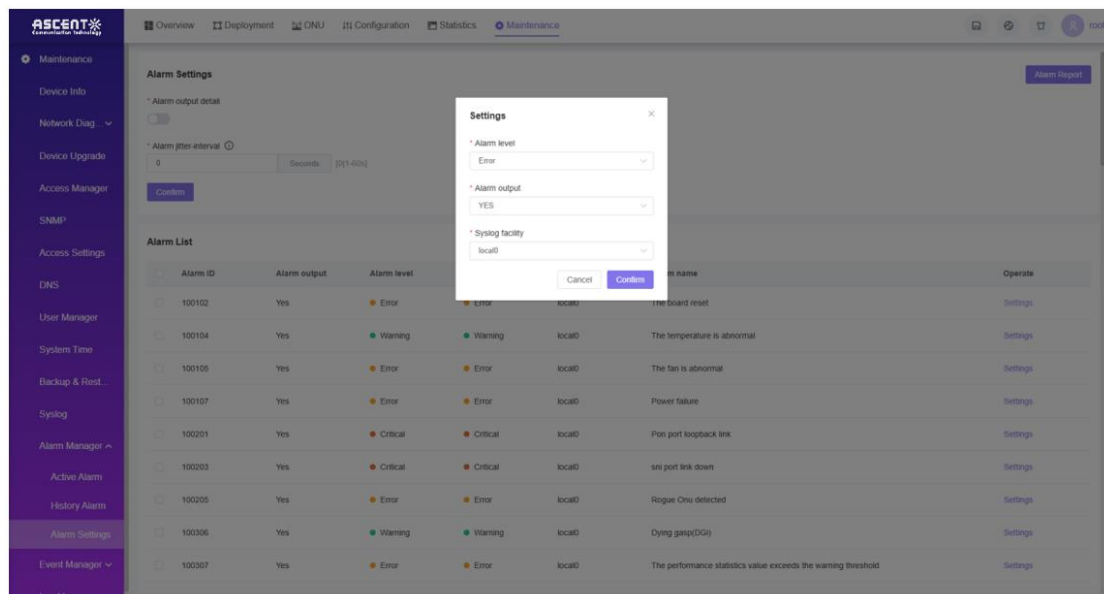 ASCENT
Communication Technology
Overview Deployment ONU Configuration Statistics Maintenance
Maintenance
Device Info
Network Diag...
Device Upgrade
Access Manager
SNMP
Access Settings
DNS
User Manager
System Time
Backup & Rest...
Syslog
Alarm Manager
Active Alarm
History Alarm
Alarm Settings
Event Manager
Alarm Settings
Alarm Report
* Alarm output detail
* Alarm jitter-interval
0 Seconds [0|1-60s]
Confirm
Settings
* Alarm level
Error
* Alarm output
YES
* Syslog facility
local0
Cancel Confirm
Alarm List
Alarm ID Alarm output Alarm level Operate
100102 Yes Error Error local0 The board reset Settings
100104 Yes Warning Warning local0 The temperature is abnormal Settings
100105 Yes Error Error local0 The fan is abnormal Settings
100107 Yes Error Error local0 Power failure Settings
100201 Yes Critical Critical local0 Pon port loopback link Settings
100203 Yes Critical Critical local0 sni port link down Settings
100205 Yes Error Error local0 Rogue Onu detected Settings
100306 Yes Warning Warning local0 Dying gasp(DGI) Settings
100307 Yes Error Error local0 The performance statistics value exceeds the warning threshold Settings